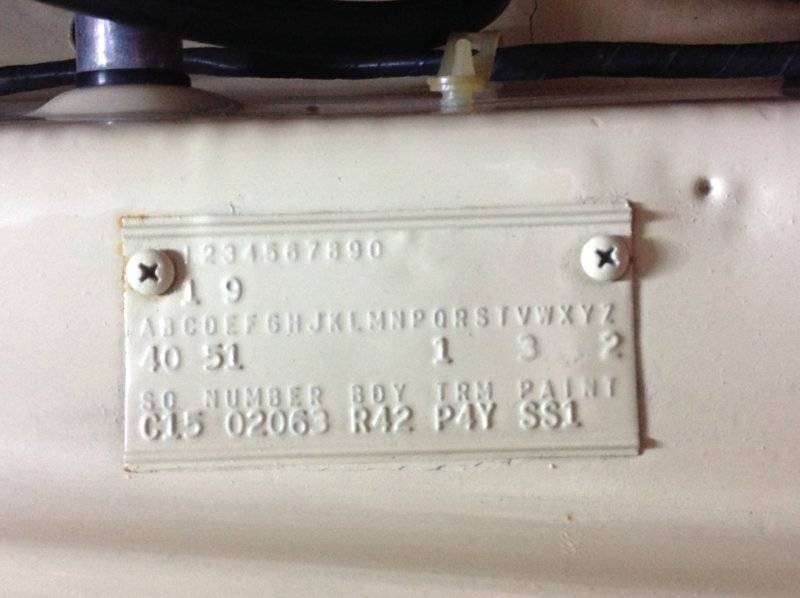 1234567890
1 9
ABCDEFGHJKLMNPQRSTVWXYZ
40 51 1 3 2
SO NUMBER BDY TRM PAINT
C15 02063 R42 P4Y SS1